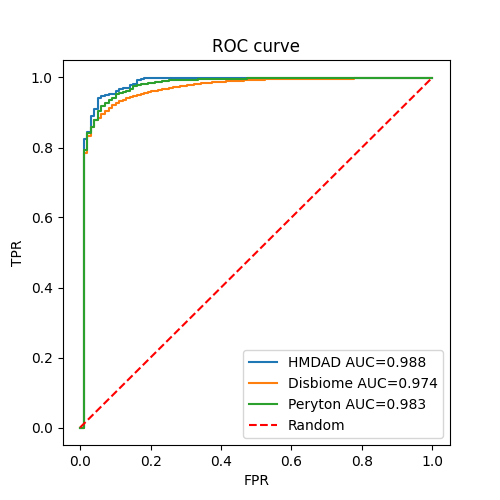 ROC curve
TPR
1.0
0.8
0.6
0.4
0.2
0.0
HMDAD AUC=0.988
Disbiome AUC=0.974
Peryton AUC=0.983
Random
0.0 0.2 0.4 0.6 0.8 1.0
FPR